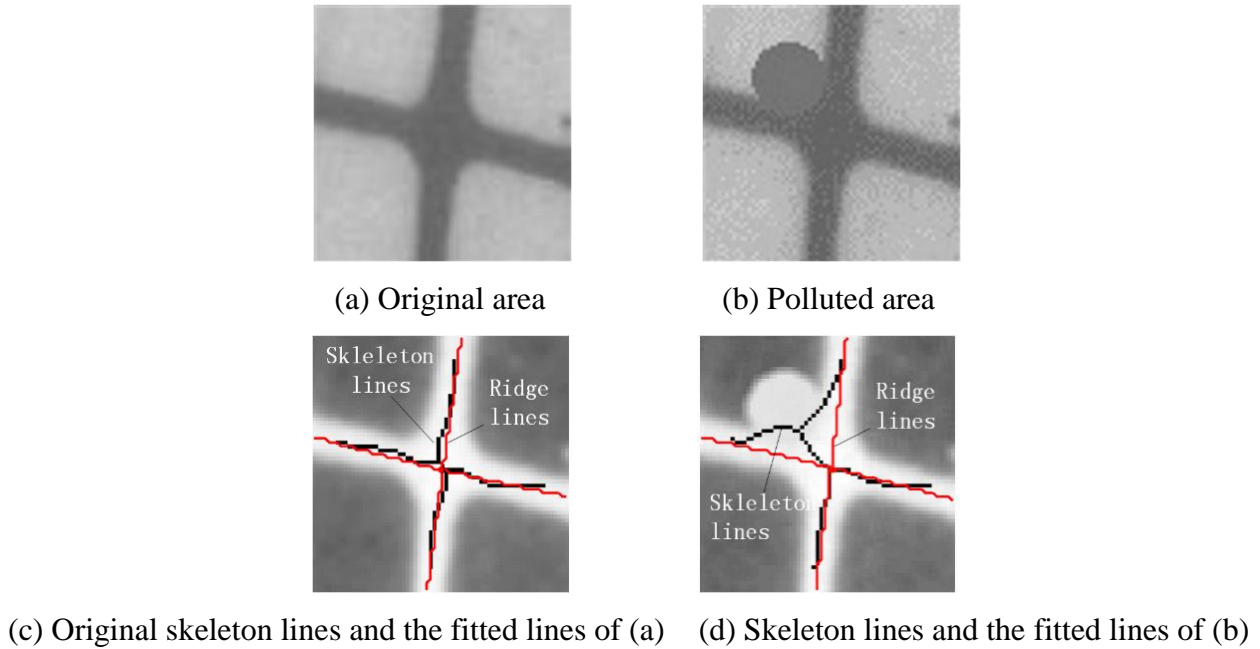 (a) Original area
(b) Polluted area
Skleleton
lines
Ridge
lines
Ridge
lines
Skleleton
lines
(c) Original skeleton lines and the fitted lines of (a)
(d) Skeleton lines and the fitted lines of (b)